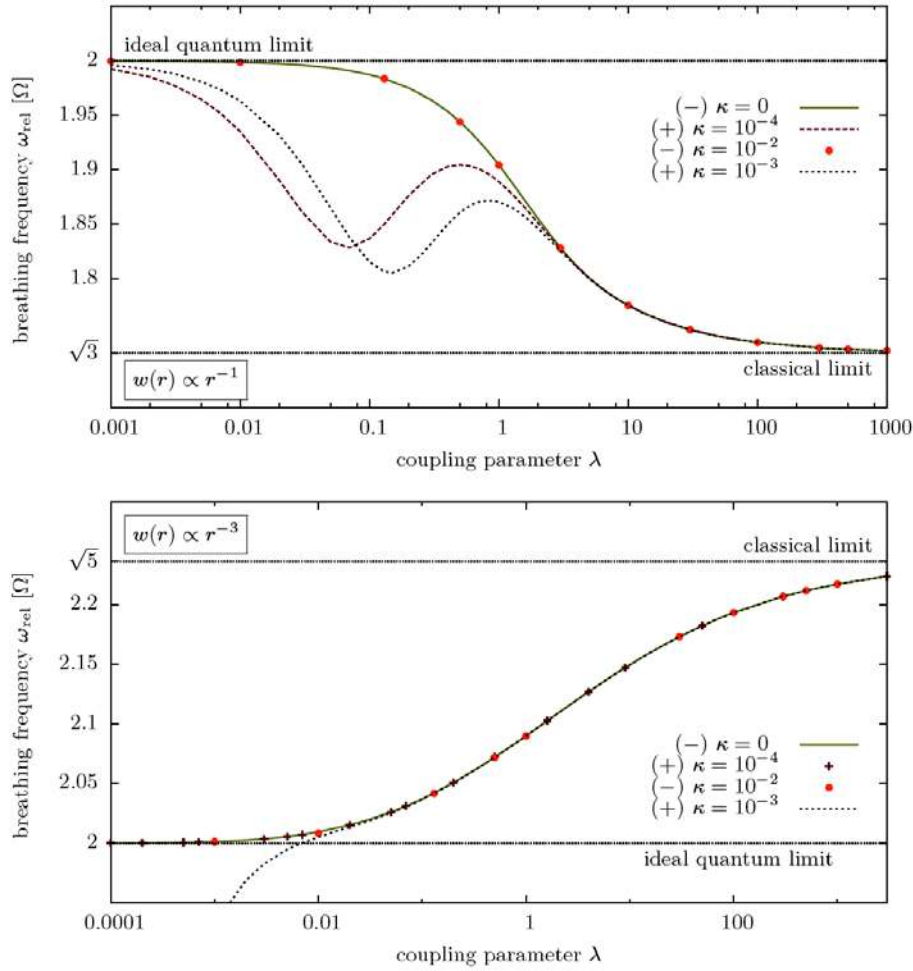 ideal quantum limit
2
1.95
1.9
1.85
1.8
√3
breathing frequency ω_rel [Ω]
(−) κ = 0
(+) κ = 10⁻⁴
(−) κ = 10⁻²
(+) κ = 10⁻³
w(r) ∝ r⁻¹
classical limit
0.001 0.01 0.1 1 10 100 1000
coupling parameter λ
w(r) ∝ r⁻³
classical limit
√5
2.2
2.15
2.1
2.05
2
breathing frequency ω_rel [Ω]
(−) κ = 0
(+) κ = 10⁻⁴
(−) κ = 10⁻²
(+) κ = 10⁻³
ideal quantum limit
0.0001 0.01 1 100
coupling parameter λ